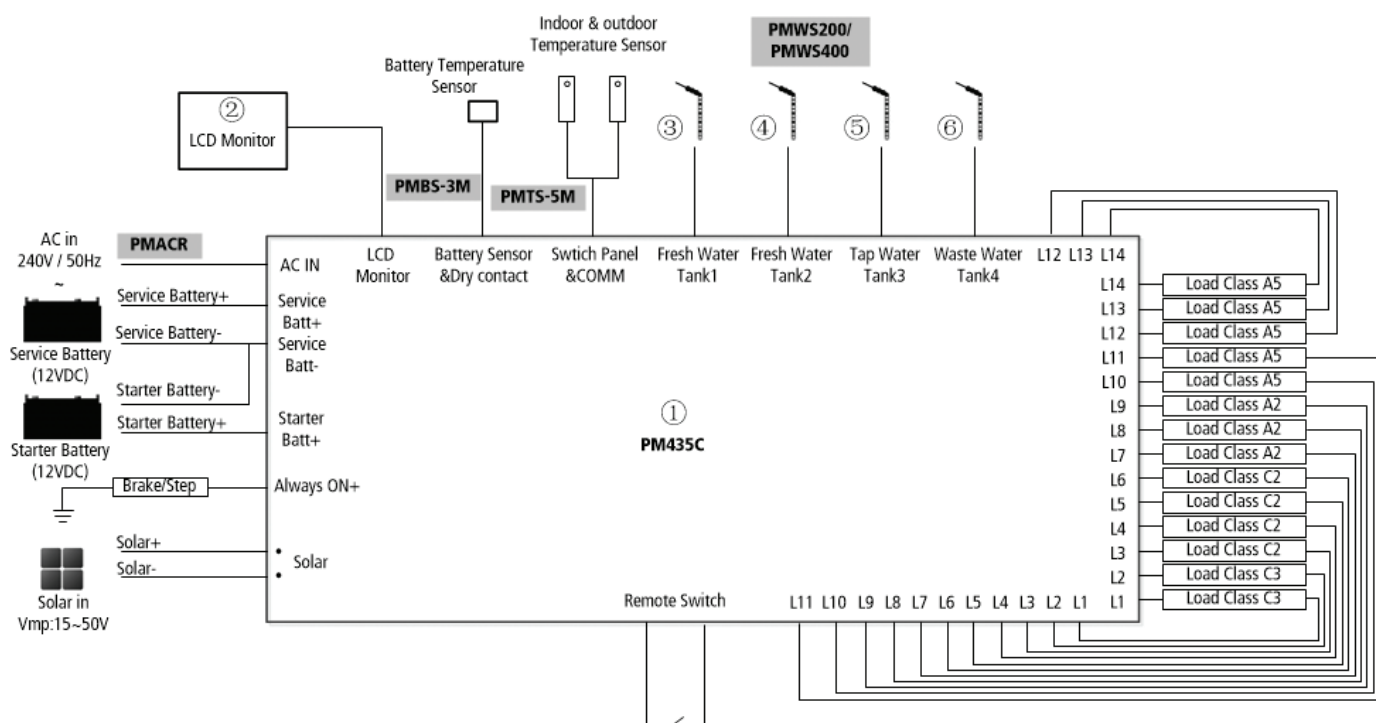 Indoor & outdoor
Temperature Sensor
PMWS200/
PMWS400
Battery Temperature
Sensor
②
LCD Monitor
③
④
⑤
⑥
PMBS-3M
PMTS-5M
AC in
240V / 50Hz
~
PMACR
AC IN
LCD
Monitor
Battery Sensor
&Dry contact
Swtich Panel
&COMM
Fresh Water
Tank1
Fresh Water
Tank2
Tap Water
Tank3
Waste Water
Tank4
L12 L13 L14
Service Battery+
Service
Batt+
Service Battery-
Service
Batt-
Service Battery
(12VDC)
Starter Battery-
Starter Battery+
Starter
Batt+
Starter Battery
(12VDC)
Brake/Step
Always ON+
Solar+
Solar-
Solar
Solar in
Vmp:15~50V
①
PM435C
L14 Load Class A5
L13 Load Class A5
L12 Load Class A5
L11 Load Class A5
L10 Load Class A5
L9 Load Class A2
L8 Load Class A2
L7 Load Class A2
L6 Load Class C2
L5 Load Class C2
L4 Load Class C2
L3 Load Class C2
L2 Load Class C3
L1 Load Class C3
Remote Switch
L11 L10 L9 L8 L7 L6 L5 L4 L3 L2 L1